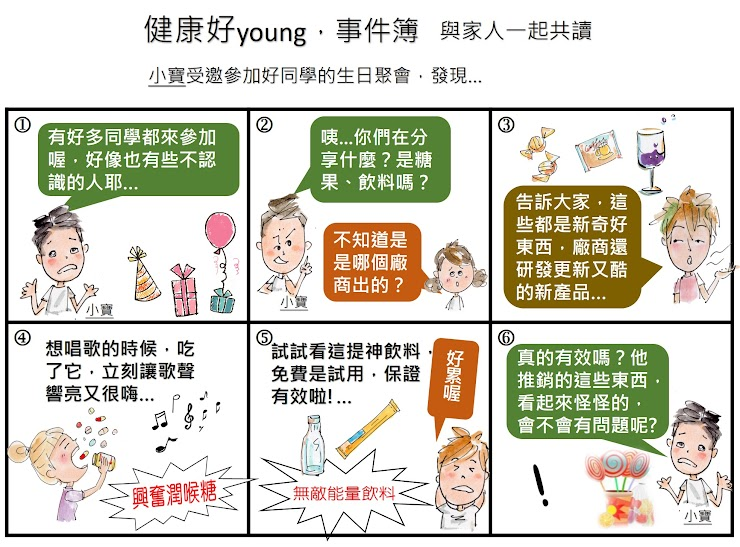 健康好young，事件簿 與家人一起共讀
小寶受邀參加好同學的生日聚會，發現...
①
有好多同學都來參加
喔，好像也有些不認
識的人耶...
小寶
②
咦...你們在分
享什麼？是糖
果、飲料嗎？
不知道是
是哪個廠
商出的？
小寶
③
告訴大家，這
些都是新奇好
東西，廠商還
研發更新又酷
的新產品...
④
想唱歌的時候，吃
了它，立刻讓歌聲
響亮又很嗨...
興奮潤喉糖
⑤
試試看這提神飲料，
免費是試用，保證
有效啦! ...
好累喔
無敵能量飲料
⑥
真的有效嗎？他
推銷的這些東西，
看起來怪怪的，
會不會有問題呢?
!
小寶